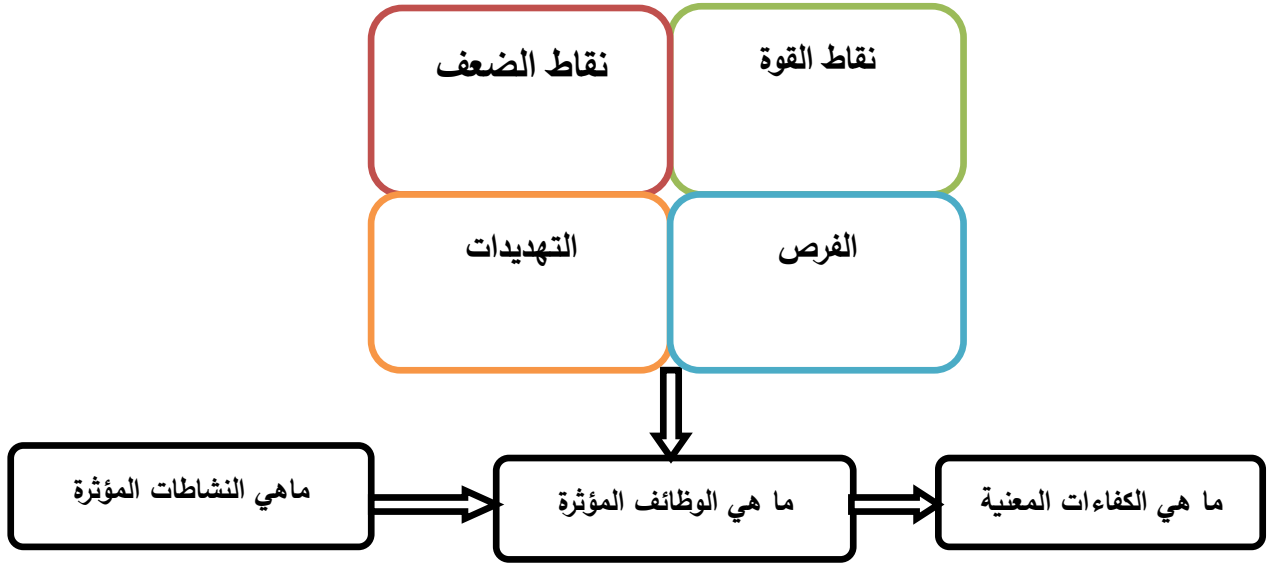 نقاط القوة
نقاط الضعف
الفرص
التهديدات
ما هي الكفاءات المعنية
ما هي الوظائف المؤثرة
ماهي النشاطات المؤثرة